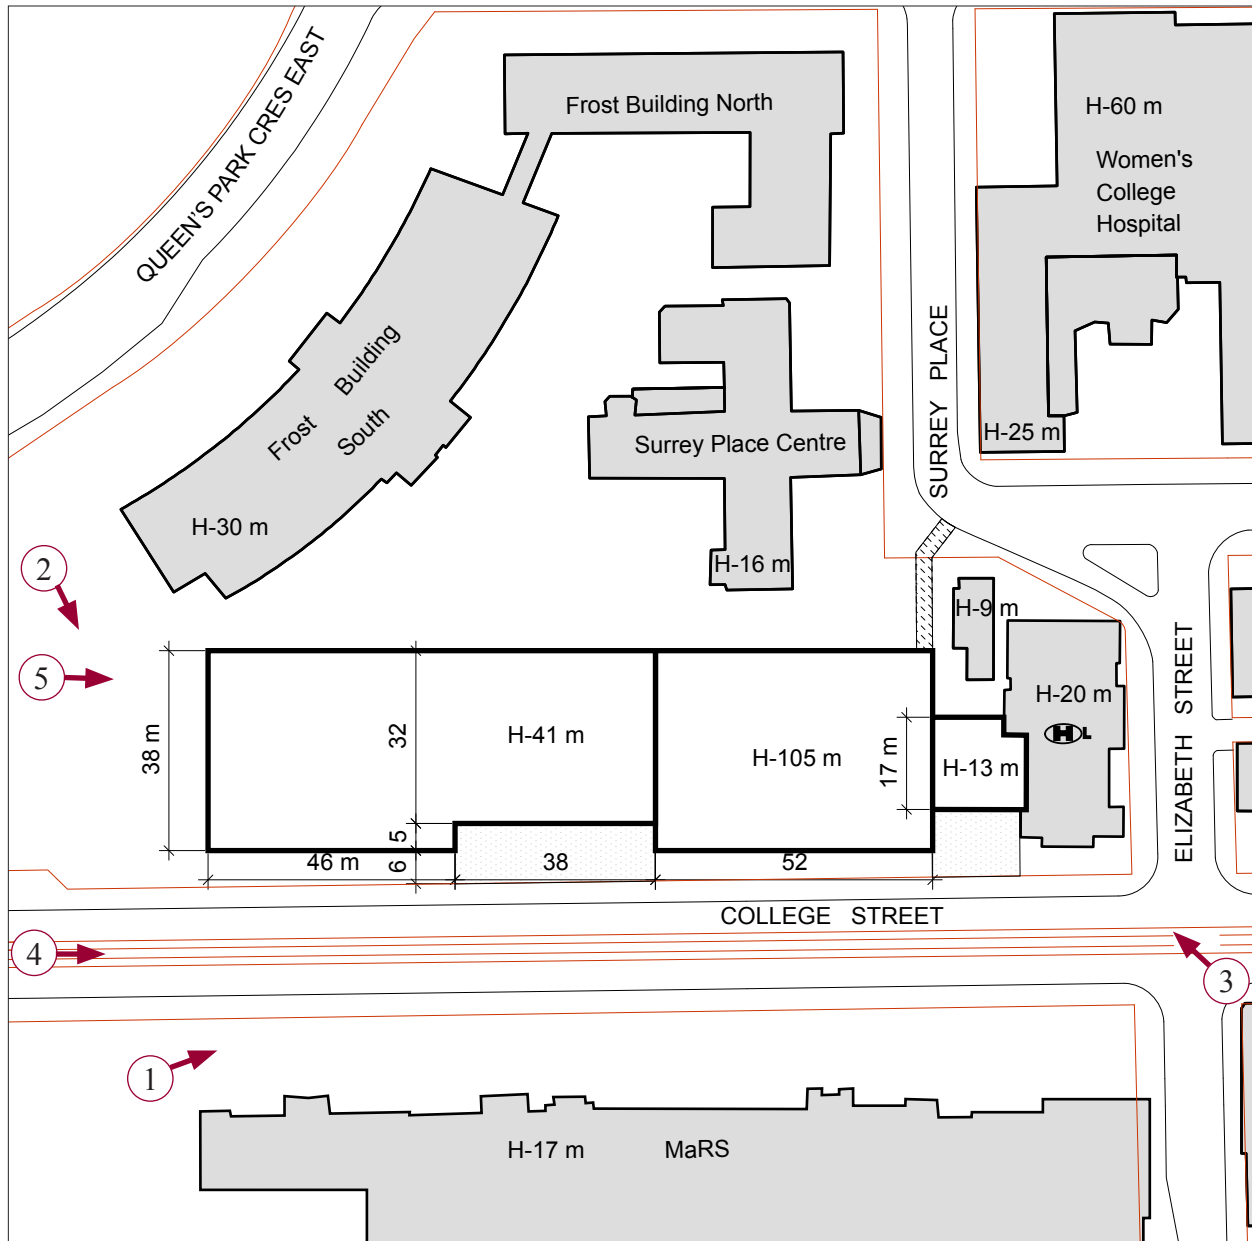 QUEEN'S PARK CRES EAST
Frost Building North
H-60 m
Women's
College
Hospital
SURREY PLACE
Frost
Building
South
Surrey Place Centre
H-25 m
H-30 m
H-16 m
2
H-9 m
5
H-20 m
H L
ELIZABETH STREET
38 m
32
H-41 m
H-105 m
17 m
H-13 m
5
46 m
6
38
52
COLLEGE STREET
4
3
1
H-17 m
MaRS